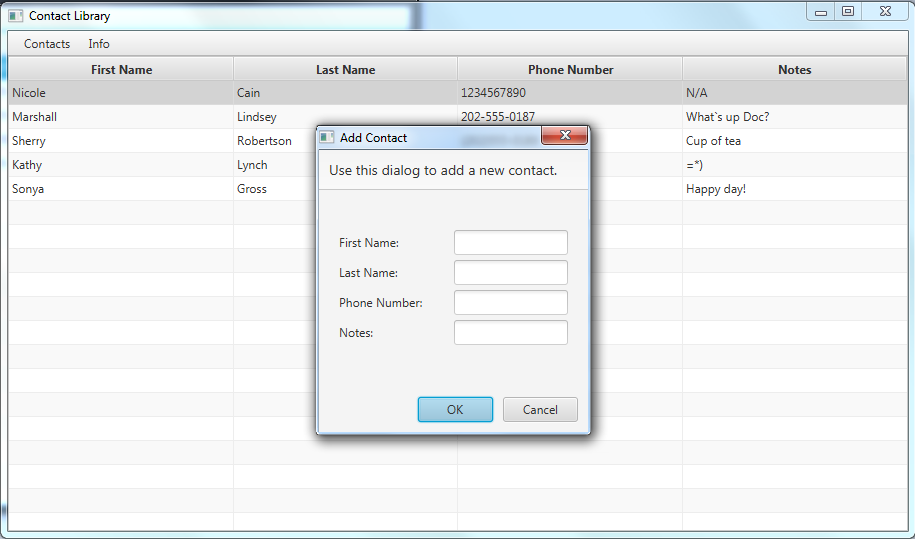 Contact Library
Contacts Info
First Name Last Name Phone Number Notes
Nicole Cain 1234567890 N/A
Marshall Lindsey 202-555-0187 What`s up Doc?
Sherry Robertson Cup of tea
Kathy Lynch =*)
Sonya Gross Happy day!
Add Contact
Use this dialog to add a new contact.
First Name:
Last Name:
Phone Number:
Notes:
OK Cancel